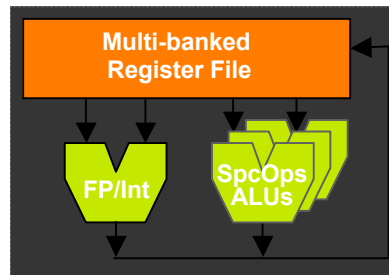 Multi-banked
Register File
FP/Int
SpcOps
ALUs